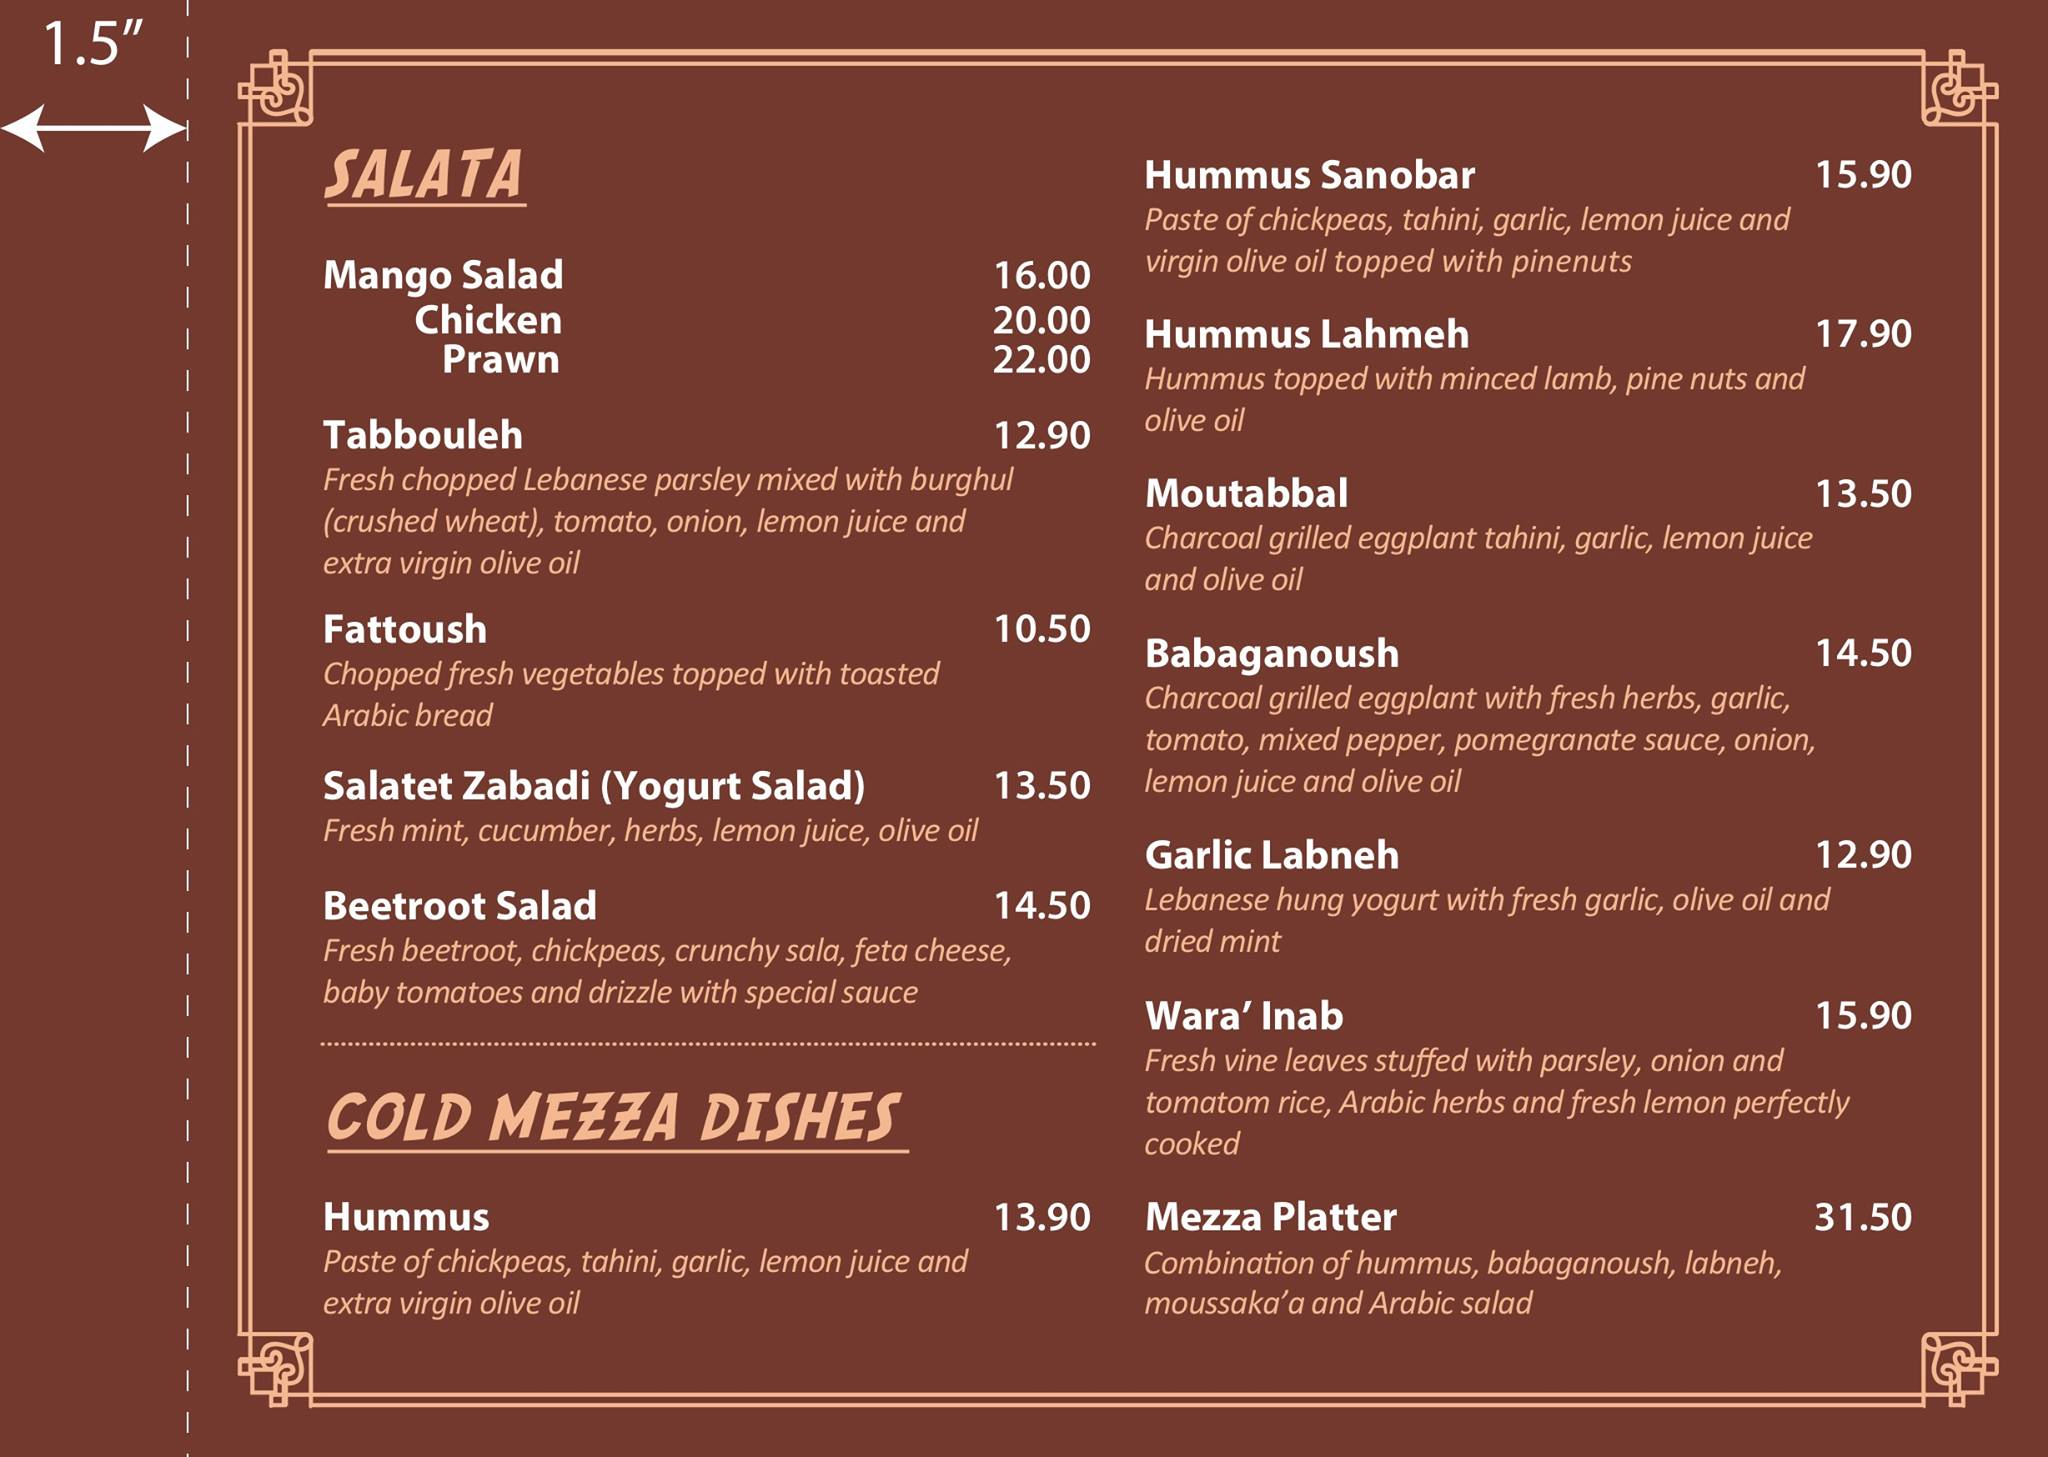 1.5”
SALATA
Mango Salad 16.00
Chicken 20.00
Prawn 22.00
Tabbouleh 12.90
Fresh chopped Lebanese parsley mixed with burghul
(crushed wheat), tomato, onion, lemon juice and
extra virgin olive oil
Fattoush 10.50
Chopped fresh vegetables topped with toasted
Arabic bread
Salatet Zabadi (Yogurt Salad) 13.50
Fresh mint, cucumber, herbs, lemon juice, olive oil
Beetroot Salad 14.50
Fresh beetroot, chickpeas, crunchy sala, feta cheese,
baby tomatoes and drizzle with special sauce
COLD MEZZA DISHES
Hummus 13.90
Paste of chickpeas, tahini, garlic, lemon juice and
extra virgin olive oil
Hummus Sanobar 15.90
Paste of chickpeas, tahini, garlic, lemon juice and
virgin olive oil topped with pinenuts
Hummus Lahmeh 17.90
Hummus topped with minced lamb, pine nuts and
olive oil
Moutabbal 13.50
Charcoal grilled eggplant tahini, garlic, lemon juice
and olive oil
Babaganoush 14.50
Charcoal grilled eggplant with fresh herbs, garlic,
tomato, mixed pepper, pomegranate sauce, onion,
lemon juice and olive oil
Garlic Labneh 12.90
Lebanese hung yogurt with fresh garlic, olive oil and
dried mint
Wara’ Inab 15.90
Fresh vine leaves stuffed with parsley, onion and
tomatom rice, Arabic herbs and fresh lemon perfectly
cooked
Mezza Platter 31.50
Combination of hummus, babaganoush, labneh,
moussaka’a and Arabic salad